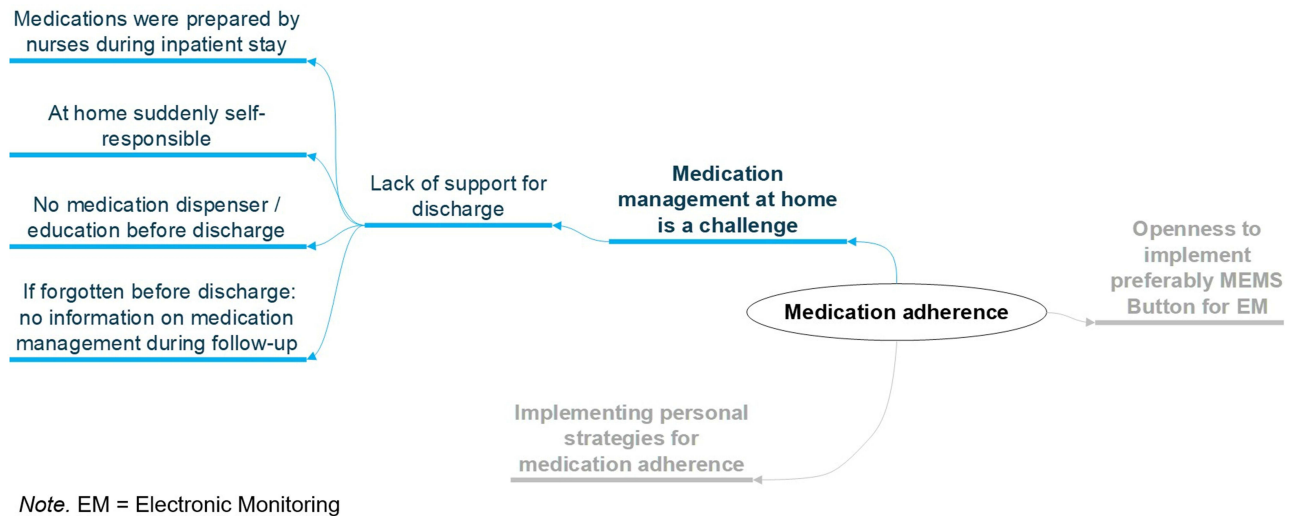 Medications were prepared by
nurses during inpatient stay
At home suddenly self-
responsible
No medication dispenser /
education before discharge
If forgotten before discharge:
no information on medication
management during follow-up
Lack of support for
discharge
Medication
management at home
is a challenge
Medication adherence
Openness to
implement
preferably MEMS
Button for EM
Implementing personal
strategies for
medication adherence
Note. EM = Electronic Monitoring